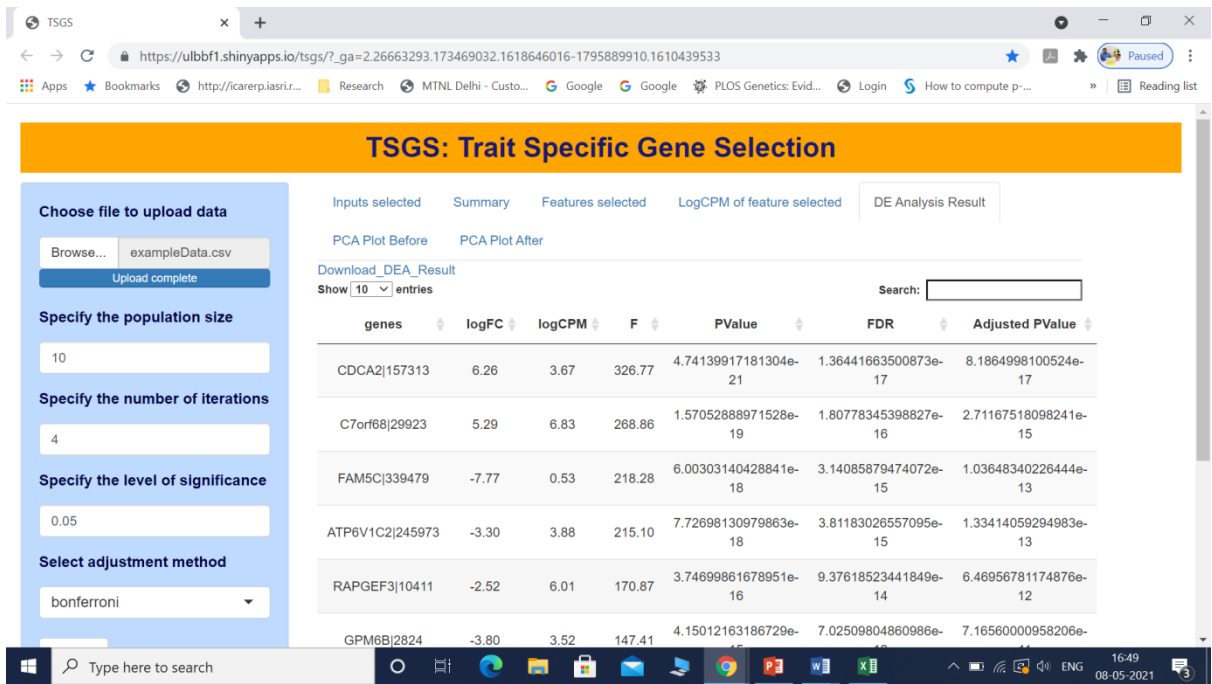 TSGS
https://ulbbf1.shinyapps.io/tsgs/?_ga=2.26663293.173469032.1618646016-1795889910.1610439533
Paused
Apps Bookmarks http://icarerp.iasri.r... Research MTNL Delhi - Custo... Google Google PLOS Genetics: Evid... Login How to compute p-... » Reading list
TSGS: Trait Specific Gene Selection
Choose file to upload data
Browse... exampleData.csv
Upload complete
Specify the population size
10
Specify the number of iterations
4
Specify the level of significance
0.05
Select adjustment method
bonferroni
Inputs selected Summary Features selected LogCPM of feature selected DE Analysis Result
PCA Plot Before PCA Plot After
Download_DEA_Result
Show 10 entries Search:
genes logFC logCPM F PValue FDR Adjusted PValue
CDCA2|157313 6.26 3.67 326.77 4.74139917181304e-21 1.36441663500873e-17 8.1864998100524e-17
C7orf68|29923 5.29 6.83 268.86 1.57052888971528e-19 1.80778345398827e-16 2.71167518098241e-15
FAM5C|339479 -7.77 0.53 218.28 6.00303140428841e-18 3.14085879474072e-15 1.03648340226444e-13
ATP6V1C2|245973 -3.30 3.88 215.10 7.72698130979863e-18 3.81183026557095e-15 1.33414059294983e-13
RAPGEF3|10411 -2.52 6.01 170.87 3.74699861678951e-16 9.37618523441849e-14 6.46956781174876e-12
GPM6B|2824 -3.80 3.52 147.41 4.15012163186729e- 7.02509804860986e- 7.16560000958206e-
Type here to search
ENG
16:49
08-05-2021
3